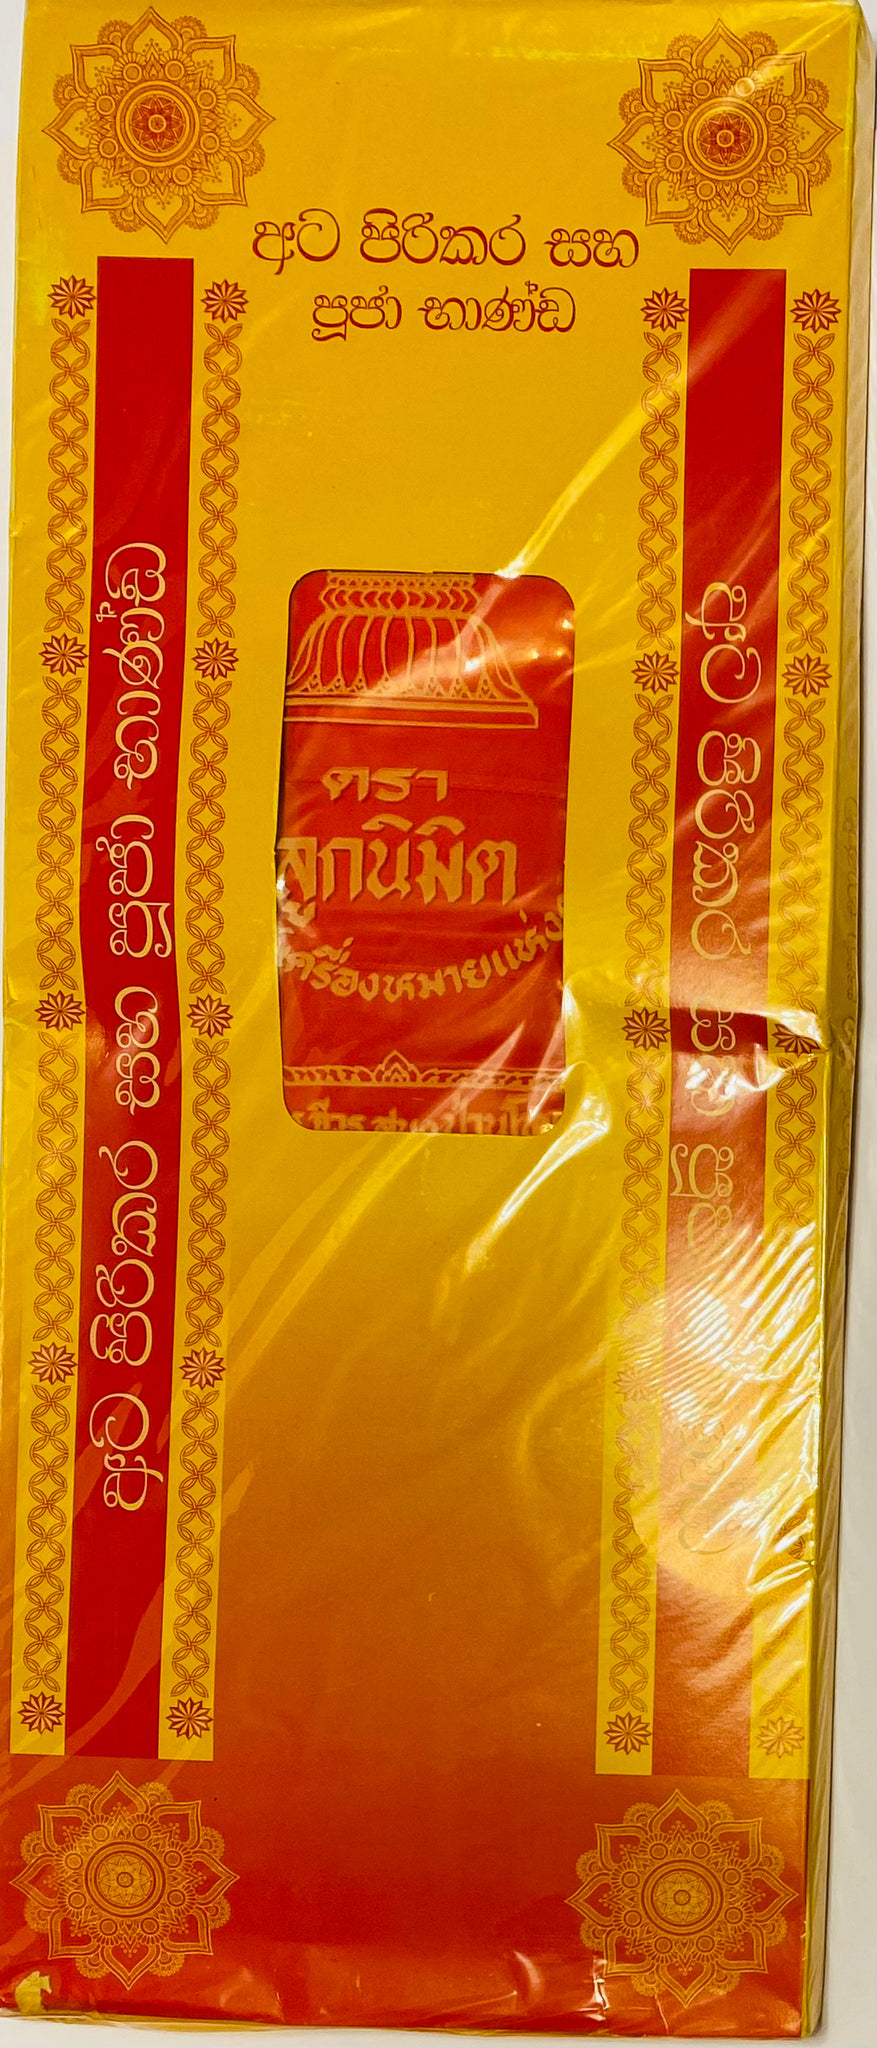 අට පිරිකර සහ
පූජා භාණ්ඩ
අට පිරිකර සහ පූජා භාණ්ඩ
ตรา
ลูกนิมิต
เครื่องหมายแห่ง
අට පිරිකර සහ පූජා